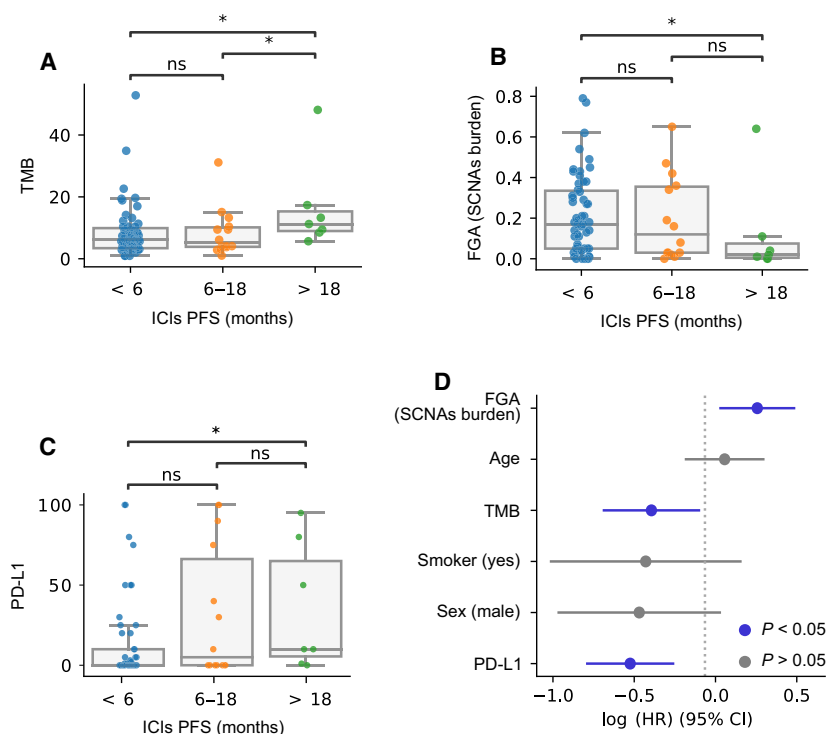 A
*
*
ns
TMB
40
20
0
< 6
6–18
> 18
ICIs PFS (months)
B
*
ns
ns
FGA (SCNAs burden)
0.8
0.6
0.4
0.2
0.0
< 6
6–18
> 18
ICIs PFS (months)
C
*
ns
ns
PD-L1
100
50
0
< 6
6–18
> 18
ICIs PFS (months)
D
FGA
(SCNAs burden)
Age
TMB
Smoker (yes)
Sex (male)
PD-L1
P < 0.05
P > 0.05
−1.0
−0.5
0.0
0.5
log (HR) (95% CI)